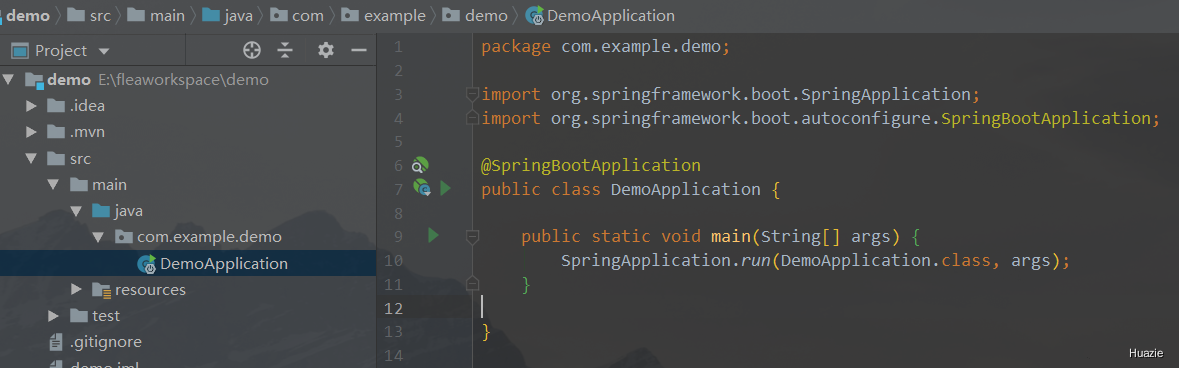 demo src main java com example demo DemoApplication
Project
demo E:\fleaworkspace\demo
.idea
.mvn
src
main
java
com.example.demo
DemoApplication
resources
test
.gitignore
demo.iml
1 package com.example.demo;
2
3 import org.springframework.boot.SpringApplication;
4 import org.springframework.boot.autoconfigure.SpringBootApplication;
5
6 @SpringBootApplication
7 public class DemoApplication {
8
9 public static void main(String[] args) {
10 SpringApplication.run(DemoApplication.class, args);
11 }
12
13 }
14
Huazie